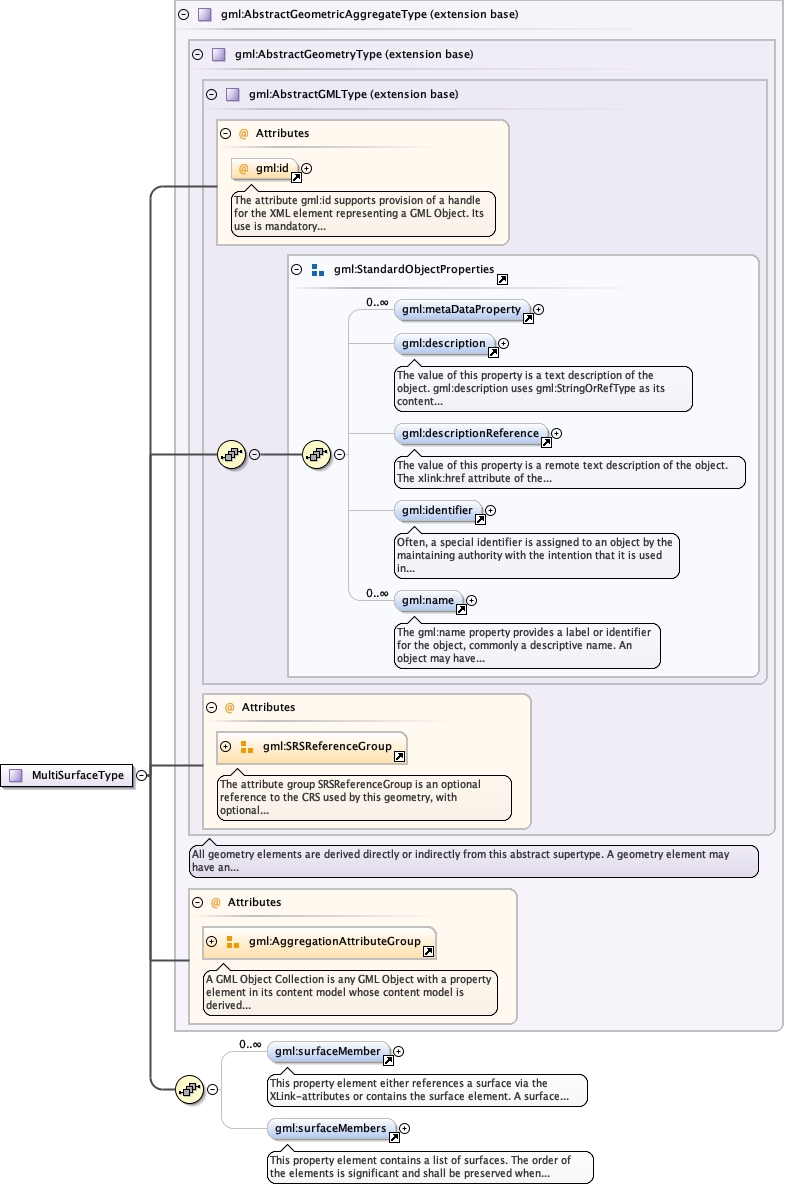 gml:AbstractGeometricAggregateType (extension base)
gml:AbstractGeometryType (extension base)
gml:AbstractGMLType (extension base)
@ Attributes
@ gml:id
The attribute gml:id supports provision of a handle
for the XML element representing a GML Object. Its
use is mandatory...
gml:StandardObjectProperties
0..∞
gml:metaDataProperty
gml:description
The value of this property is a text description of the
object. gml:description uses gml:StringOrRefType as its
content...
gml:descriptionReference
The value of this property is a remote text description of the object.
The xlink:href attribute of the...
gml:identifier
Often, a special identifier is assigned to an object by the
maintaining authority with the intention that it is used
in...
0..∞
gml:name
The gml:name property provides a label or identifier
for the object, commonly a descriptive name. An
object may have...
@ Attributes
gml:SRSReferenceGroup
MultiSurfaceType
The attribute group SRSReferenceGroup is an optional
reference to the CRS used by this geometry, with
optional...
All geometry elements are derived directly or indirectly from this abstract supertype. A geometry element may
have an...
@ Attributes
gml:AggregationAttributeGroup
A GML Object Collection is any GML Object with a property
element in its content model whose content model is
derived...
0..∞
gml:surfaceMember
This property element either references a surface via the
XLink-attributes or contains the surface element. A surface...
gml:surfaceMembers
This property element contains a list of surfaces. The order of
the elements is significant and shall be preserved when...